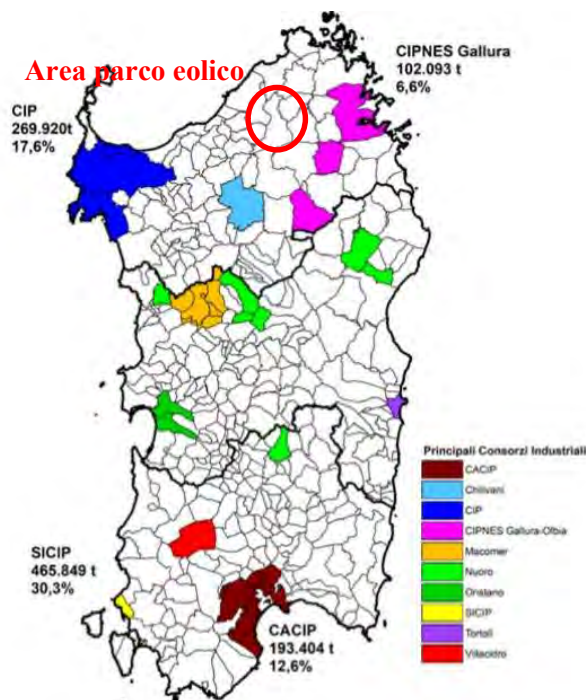 CIPNES Gallura
102.093 t
6,6%
Area parco eolico
CIP
269.920t
17,6%
Principali Consorzi Industriali
CACIP
Chilivani
CIP
CIPNES Gallura-Olbia
Macomer
Nuoro
Oristano
SICIP
Tortolì
Villacidro
SICIP
465.849 t
30,3%
CACIP
193.404 t
12,6%